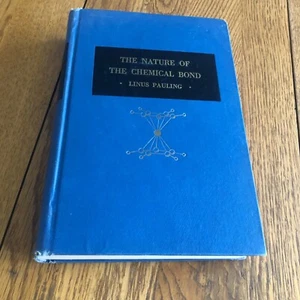 THE NATURE OF
THE CHEMICAL BOND
• LINUS PAULING •